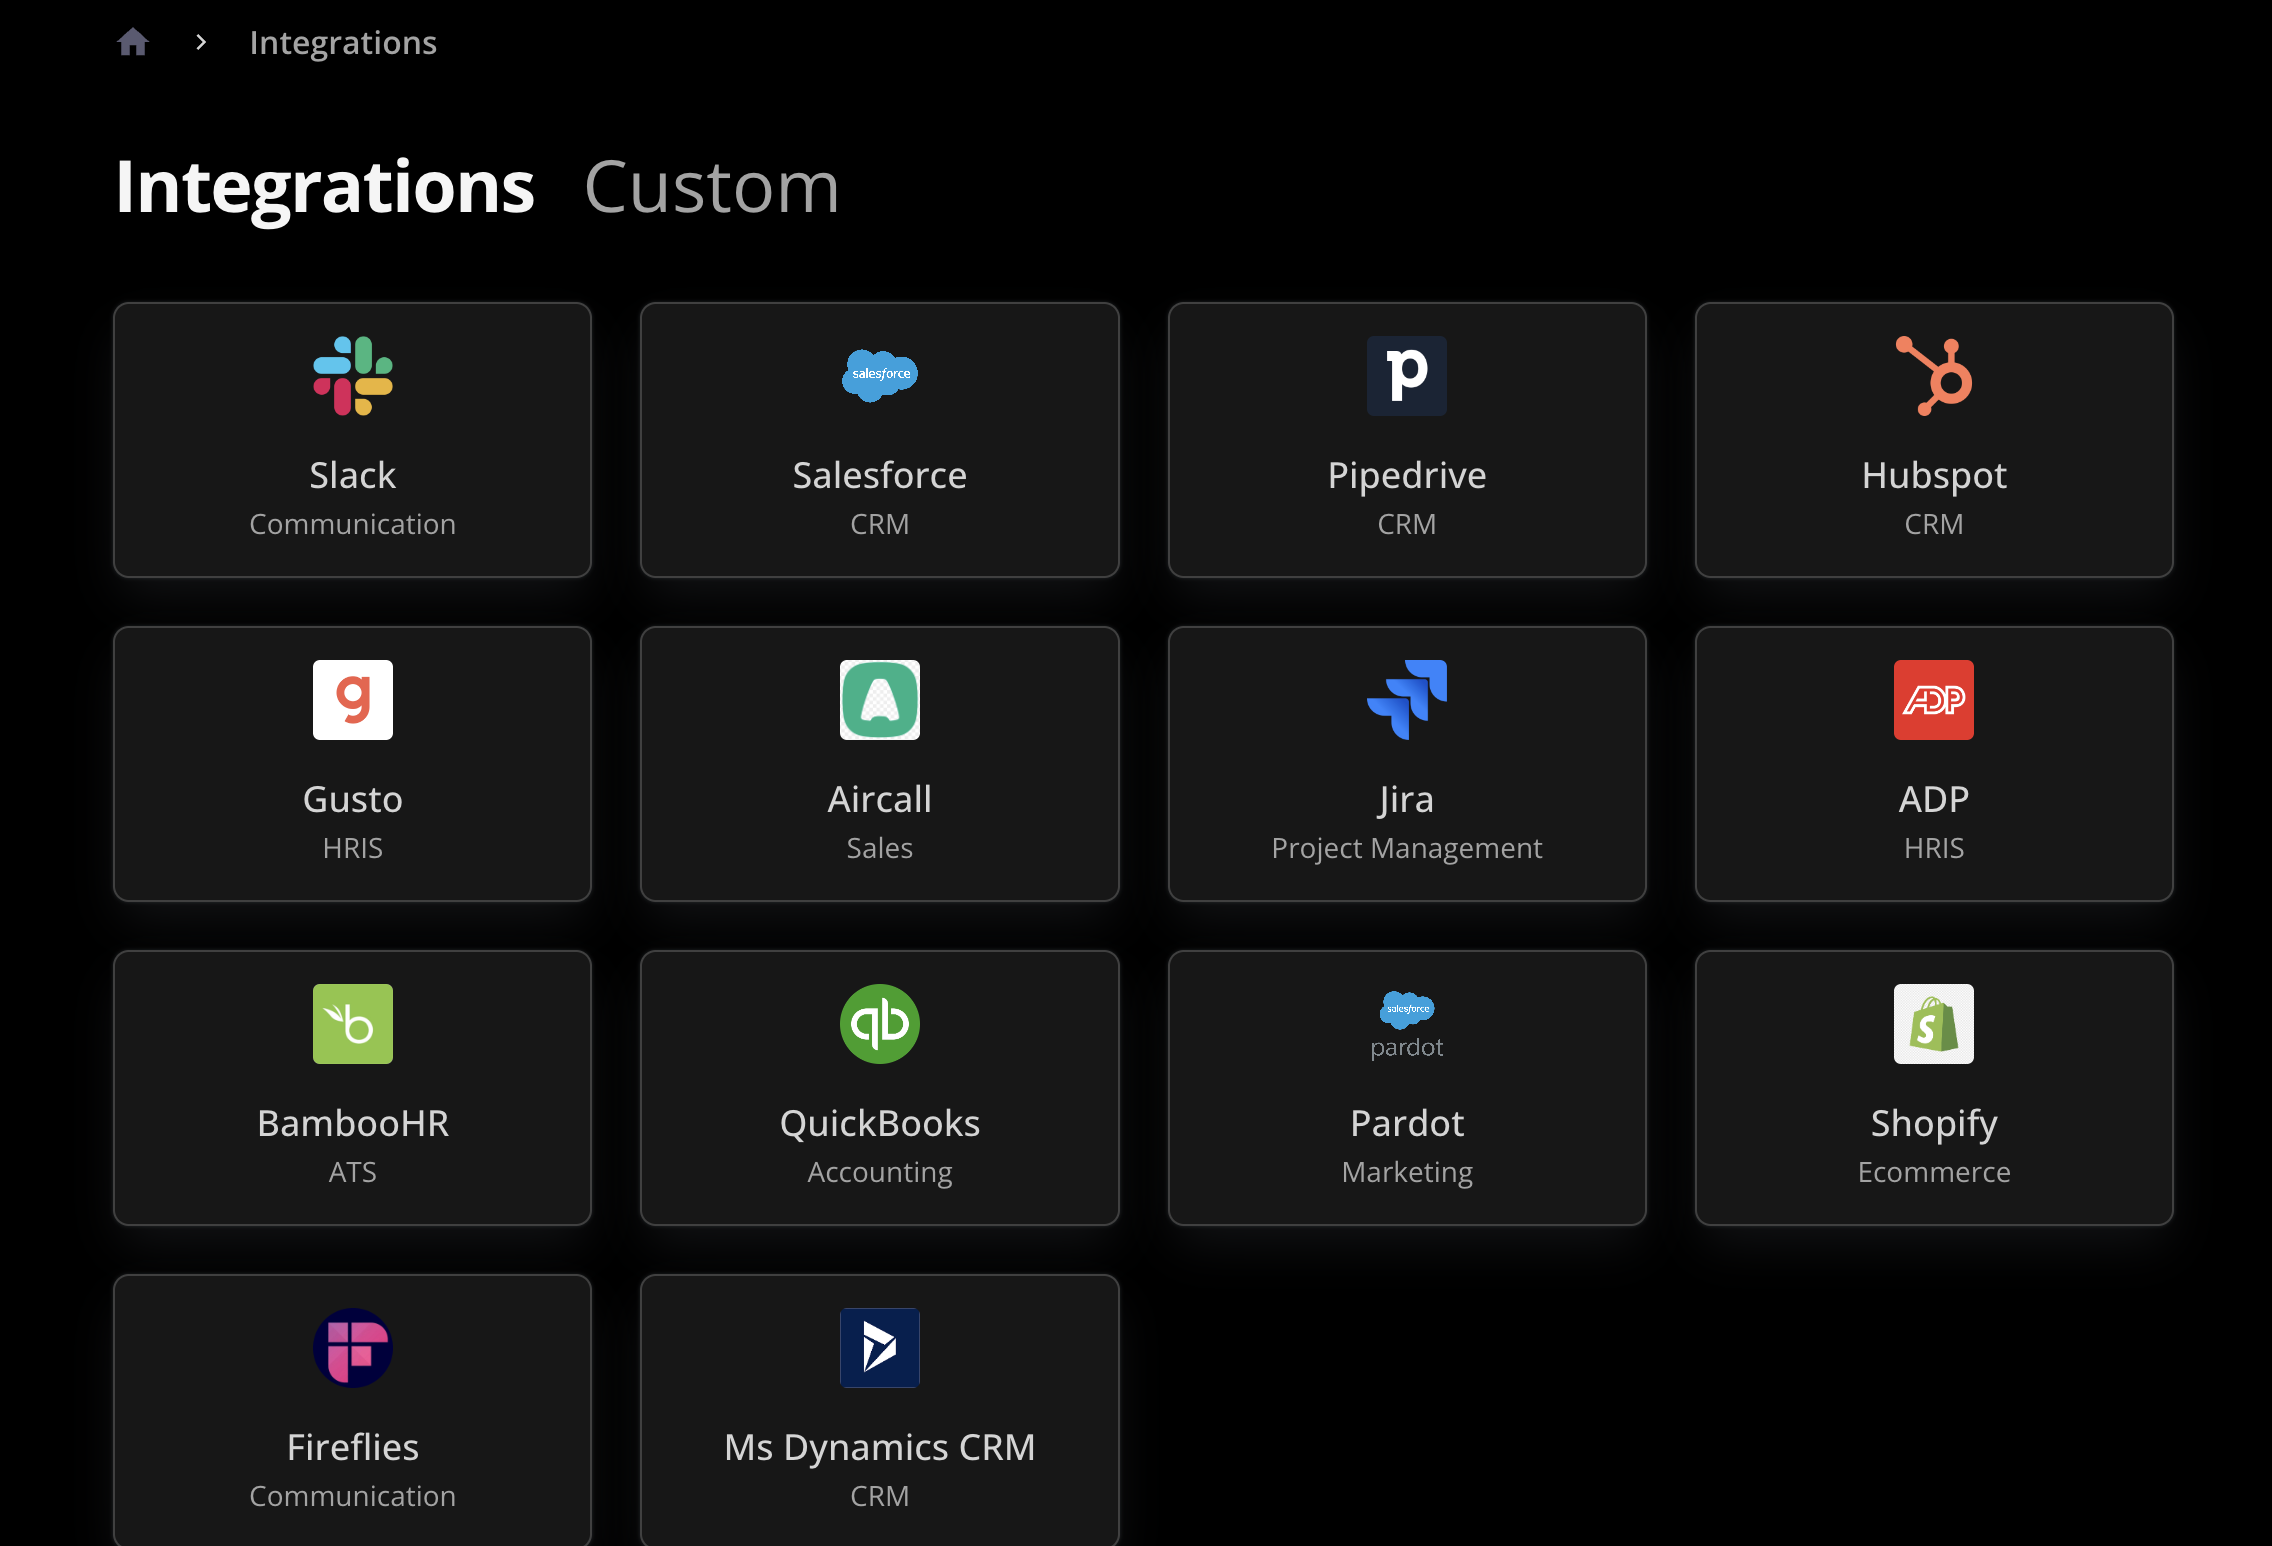 Integrations
Integrations Custom
salesforce
p
Slack
Salesforce
Pipedrive
Hubspot
Communication
CRM
CRM
CRM
g
A
ADP
Gusto
Aircall
Jira
ADP
HRIS
Sales
Project Management
HRIS
b
qb
salesforce
pardot
S
BambooHR
QuickBooks
Pardot
Shopify
ATS
Accounting
Marketing
Ecommerce
Fireflies
Ms Dynamics CRM
Communication
CRM